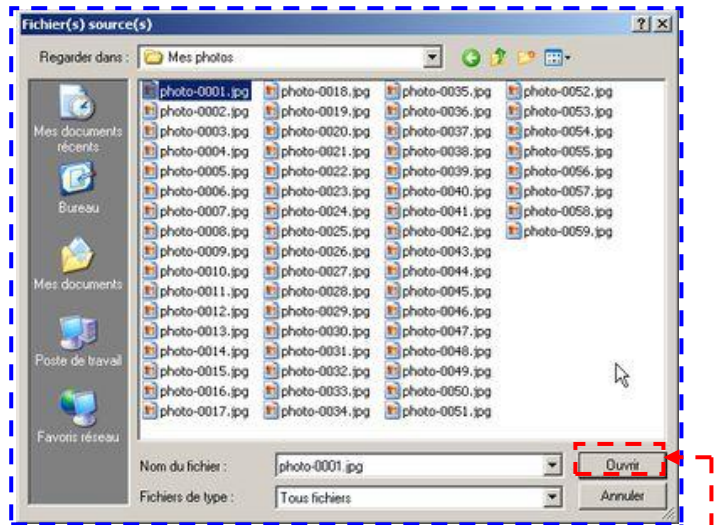 Fichier(s) source(s)
Regarder dans :
Mes photos
Mes documents
récents
Bureau
Mes documents
Poste de travail
Favoris réseau
photo-0001.jpg
photo-0002.jpg
photo-0003.jpg
photo-0004.jpg
photo-0005.jpg
photo-0006.jpg
photo-0007.jpg
photo-0008.jpg
photo-0009.jpg
photo-0010.jpg
photo-0011.jpg
photo-0012.jpg
photo-0013.jpg
photo-0014.jpg
photo-0015.jpg
photo-0016.jpg
photo-0017.jpg
photo-0018.jpg
photo-0019.jpg
photo-0020.jpg
photo-0021.jpg
photo-0022.jpg
photo-0023.jpg
photo-0024.jpg
photo-0025.jpg
photo-0026.jpg
photo-0027.jpg
photo-0028.jpg
photo-0029.jpg
photo-0030.jpg
photo-0031.jpg
photo-0032.jpg
photo-0033.jpg
photo-0034.jpg
photo-0035.jpg
photo-0036.jpg
photo-0037.jpg
photo-0038.jpg
photo-0039.jpg
photo-0040.jpg
photo-0041.jpg
photo-0042.jpg
photo-0043.jpg
photo-0044.jpg
photo-0045.jpg
photo-0046.jpg
photo-0047.jpg
photo-0048.jpg
photo-0049.jpg
photo-0050.jpg
photo-0051.jpg
photo-0052.jpg
photo-0053.jpg
photo-0054.jpg
photo-0055.jpg
photo-0056.jpg
photo-0057.jpg
photo-0058.jpg
photo-0059.jpg
Nom du fichier :
photo-0001.jpg
Ouvrir
Fichiers de type :
Tous fichiers
Annuler